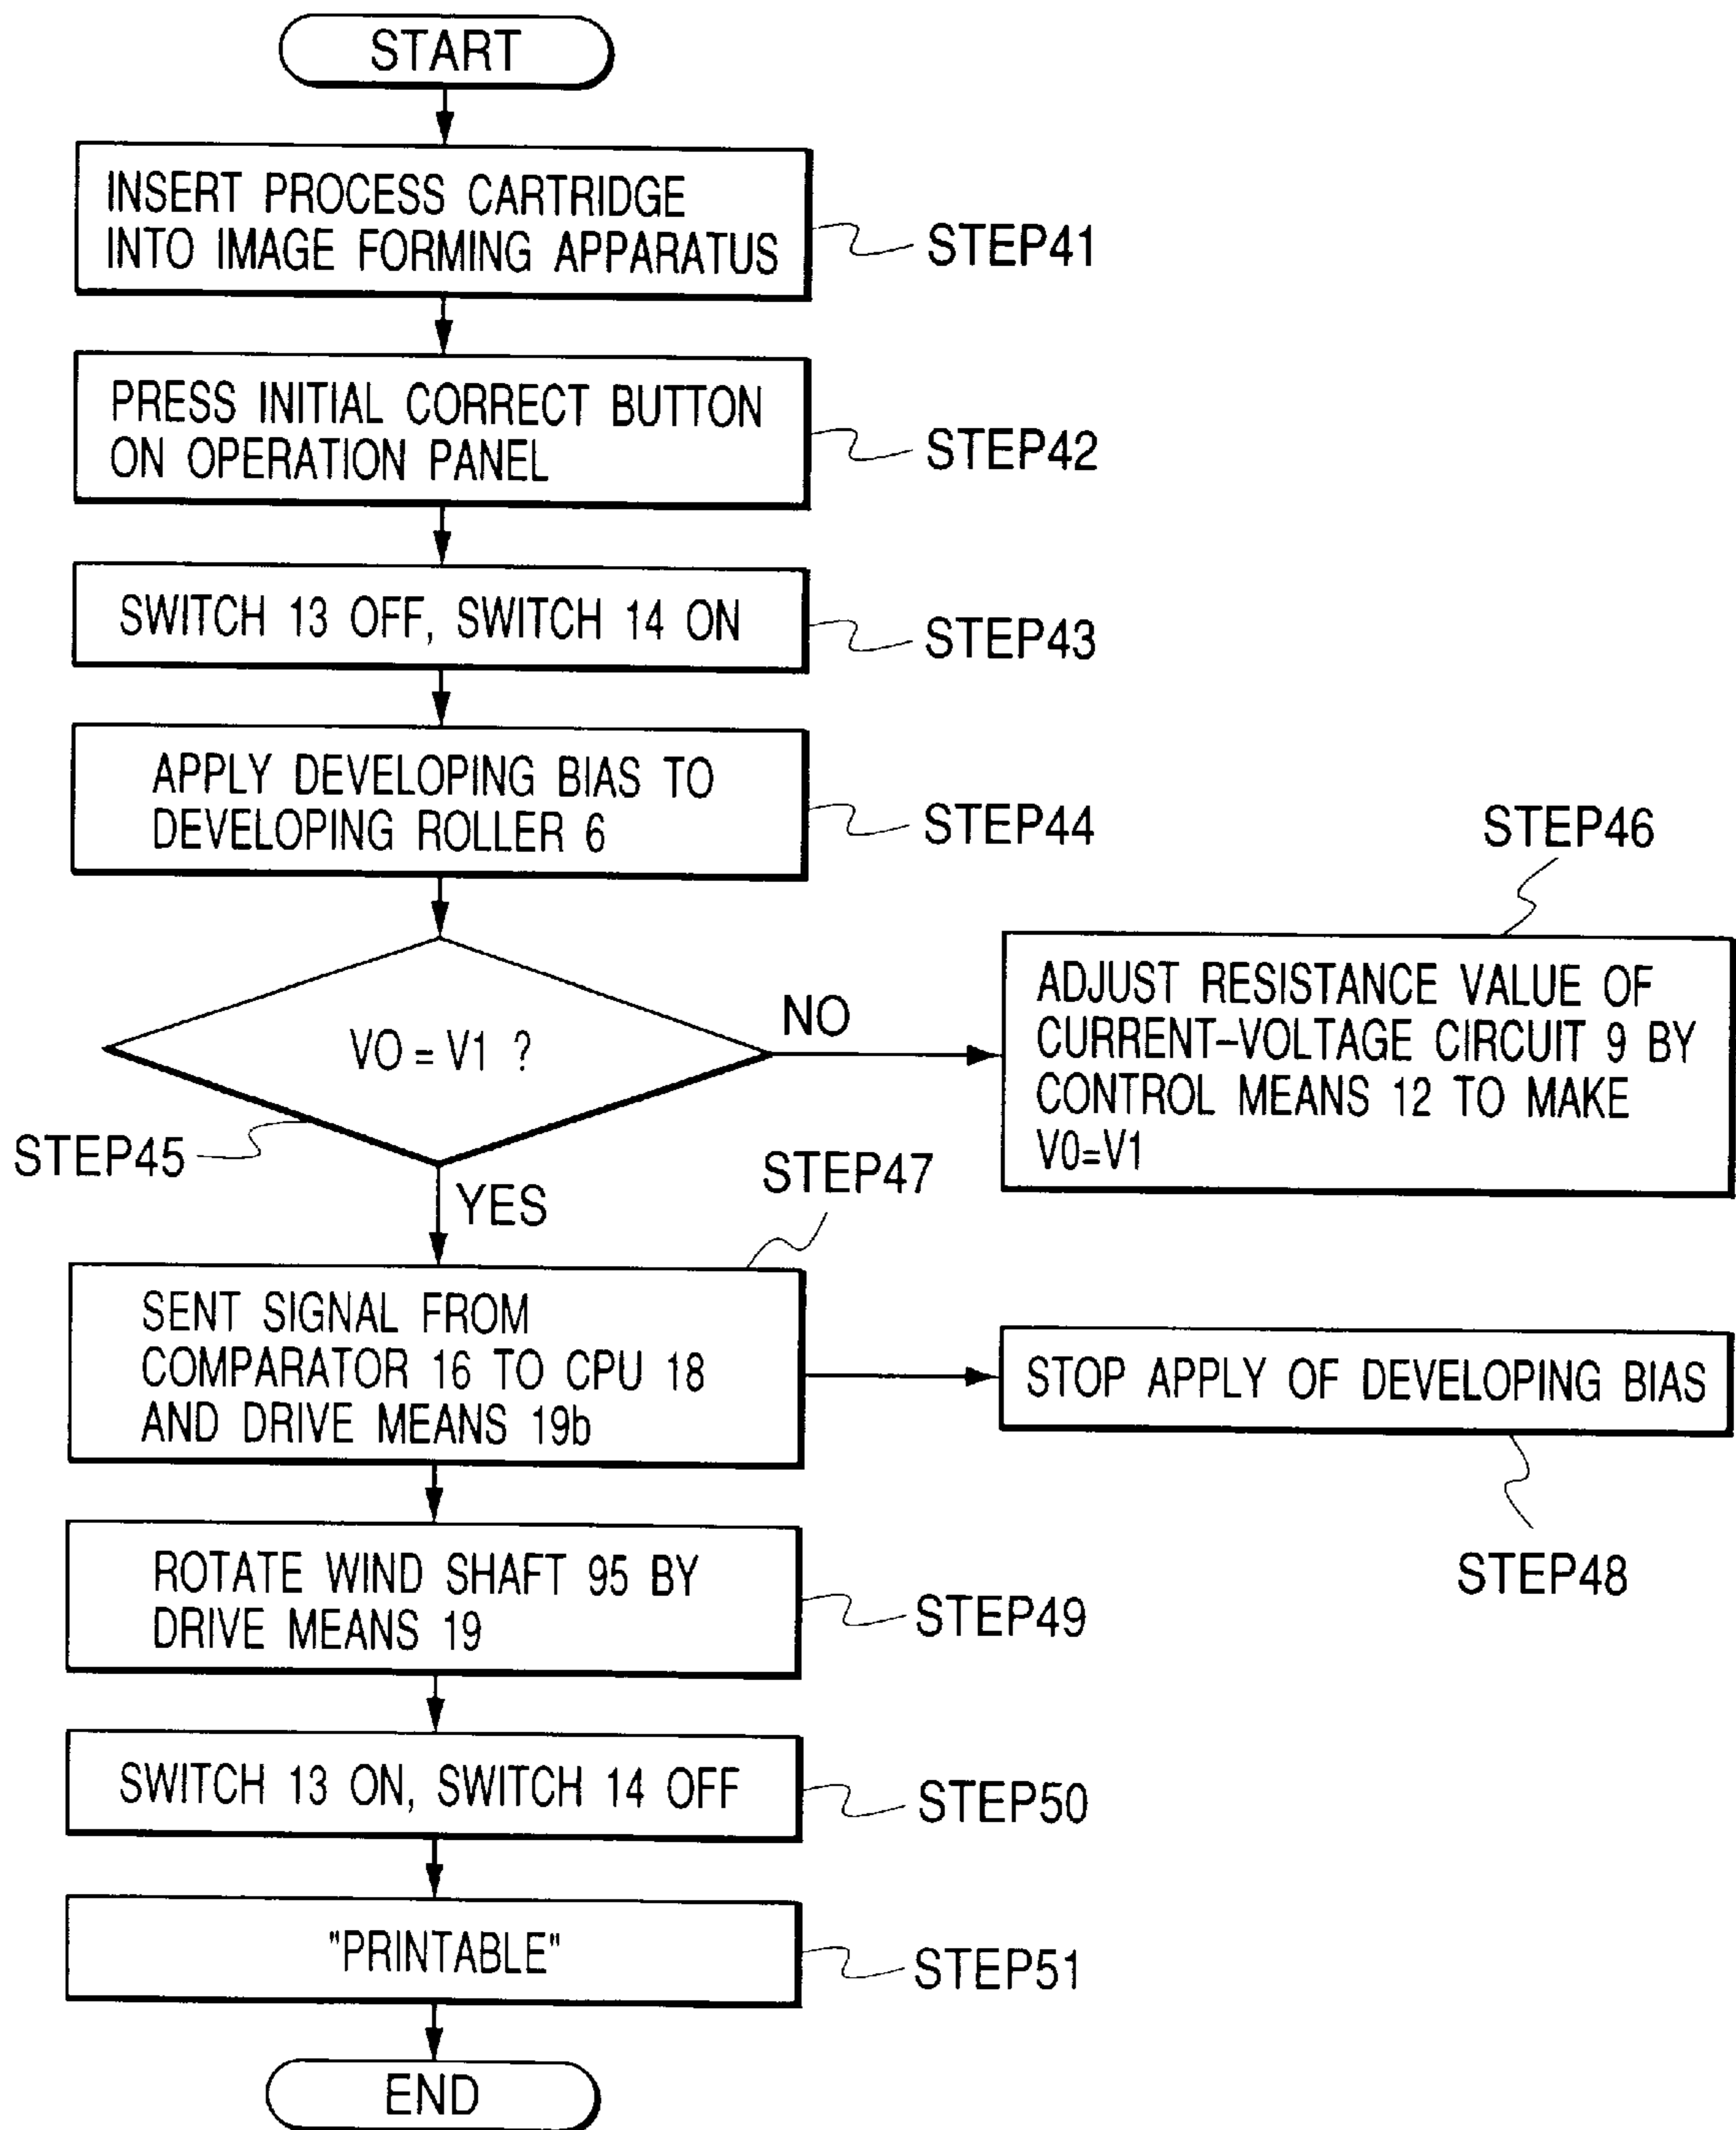 START
INSERT PROCESS CARTRIDGE
INTO IMAGE FORMING APPARATUS
STEP41
PRESS INITIAL CORRECT BUTTON
ON OPERATION PANEL
STEP42
SWITCH 13 OFF, SWITCH 14 ON
STEP43
APPLY DEVELOPING BIAS TO
DEVELOPING ROLLER 6
STEP44
VO = V1 ?
STEP45
NO
STEP46
ADJUST RESISTANCE VALUE OF
CURRENT-VOLTAGE CIRCUIT 9 BY
CONTROL MEANS 12 TO MAKE
V0=V1
YES
STEP47
SENT SIGNAL FROM
COMPARATOR 16 TO CPU 18
AND DRIVE MEANS 19b
STOP APPLY OF DEVELOPING BIAS
STEP48
ROTATE WIND SHAFT 95 BY
DRIVE MEANS 19
STEP49
SWITCH 13 ON, SWITCH 14 OFF
STEP50
"PRINTABLE"
STEP51
END